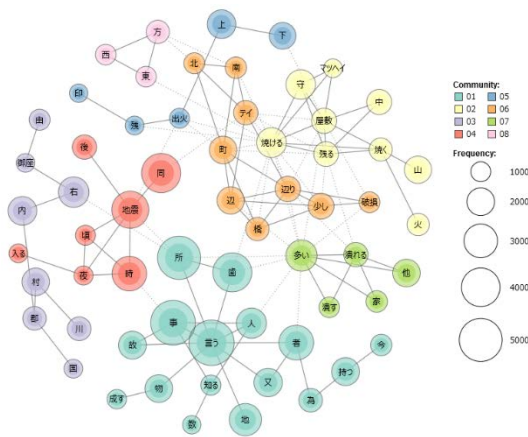 上
下
方
西
東
北
南
マツヘイ
守
中
印
出火
テイ
屋敷
町
焼ける
残る
焼く
山
火
由
御座
後
同
右
内
地震
辺
辺り
少し
破損
橋
頃
入る
夜
時
所
歯
多い
潰れる
他
潰す
家
村
郡
川
国
事
故
言う
人
者
今
物
知る
又
持つ
成す
数
地
為
Community:
01 05
02 06
03 07
04 08
Frequency:
1000
2000
3000
4000
5000